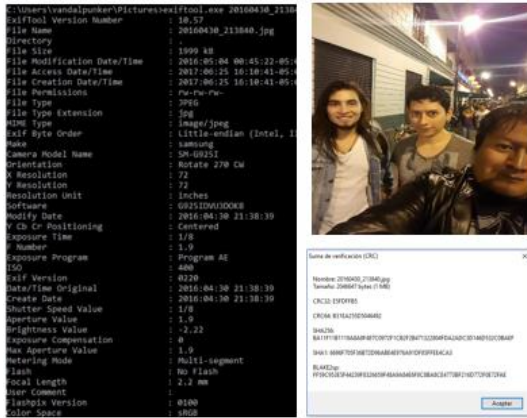 C:\Users\vandalpunker\Pictures>exiftool.exe 20160430_213840
ExifTool Version Number : 10.57
File Name : 20160430_213840.jpg
Directory : .
File Size : 1999 kB
File Modification Date/Time : 2016:05:04 00:45:22-05:
File Access Date/Time : 2017:06:25 16:10:41-05:
File Creation Date/Time : 2017:06:25 16:10:41-05:
File Permissions : rw-rw-rw-
File Type : JPEG
File Type Extension : jpg
MIME Type : image/jpeg
Exif Byte Order : Little-endian (Intel,
Make : samsung
Camera Model Name : SM-G925I
Orientation : Rotate 270 CW
X Resolution : 72
Y Resolution : 72
Resolution Unit : inches
Software : G925IDVU3DOK8
Modify Date : 2016:04:30 21:38:39
Y Cb Cr Positioning : Centered
Exposure Time : 1/8
F Number : 1.9
Exposure Program : Program AE
ISO : 400
Exif Version : 0220
Date/Time Original : 2016:04:30 21:38:39
Create Date : 2016:04:30 21:38:39
Shutter Speed Value : 1/8
Aperture Value : 1.9
Brightness Value : -2.22
Exposure Compensation : 0
Max Aperture Value : 1.9
Metering Mode : Multi-segment
Flash : No Flash
Focal Length : 2.2 mm
User Comment :
Flashpix Version : 0100
Color Space : sRGB
Suma de verificación (CRC)
Nombre: 20160430_213840.jpg
Tamaño: 2046647 bytes (1 MB)
CRC32:
CRC64:
SHA256:
SHA1:
BLAKE2sp:
Aceptar